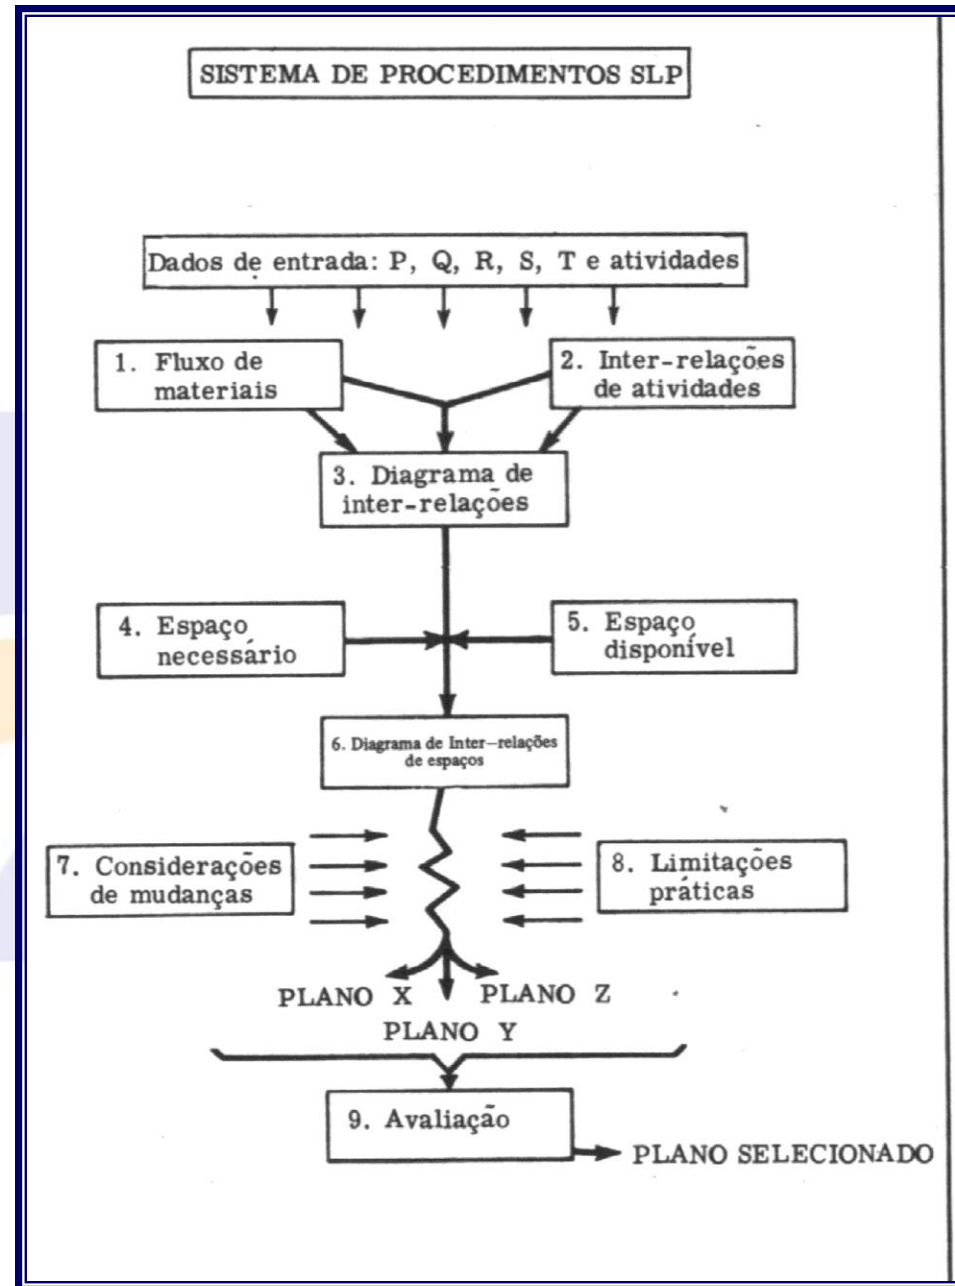 SISTEMA DE PROCEDIMENTOS SLP
Dados de entrada: P, Q, R, S, T e atividades
1. Fluxo de
materiais
2. Inter-relações
de atividades
3. Diagrama de
inter-relações
4. Espaço
necessário
5. Espaço
disponível
6. Diagrama de Inter-relações
de espaços
7. Considerações
de mudanças
8. Limitações
práticas
PLANO X
PLANO Z
PLANO Y
9. Avaliação
PLANO SELECIONADO